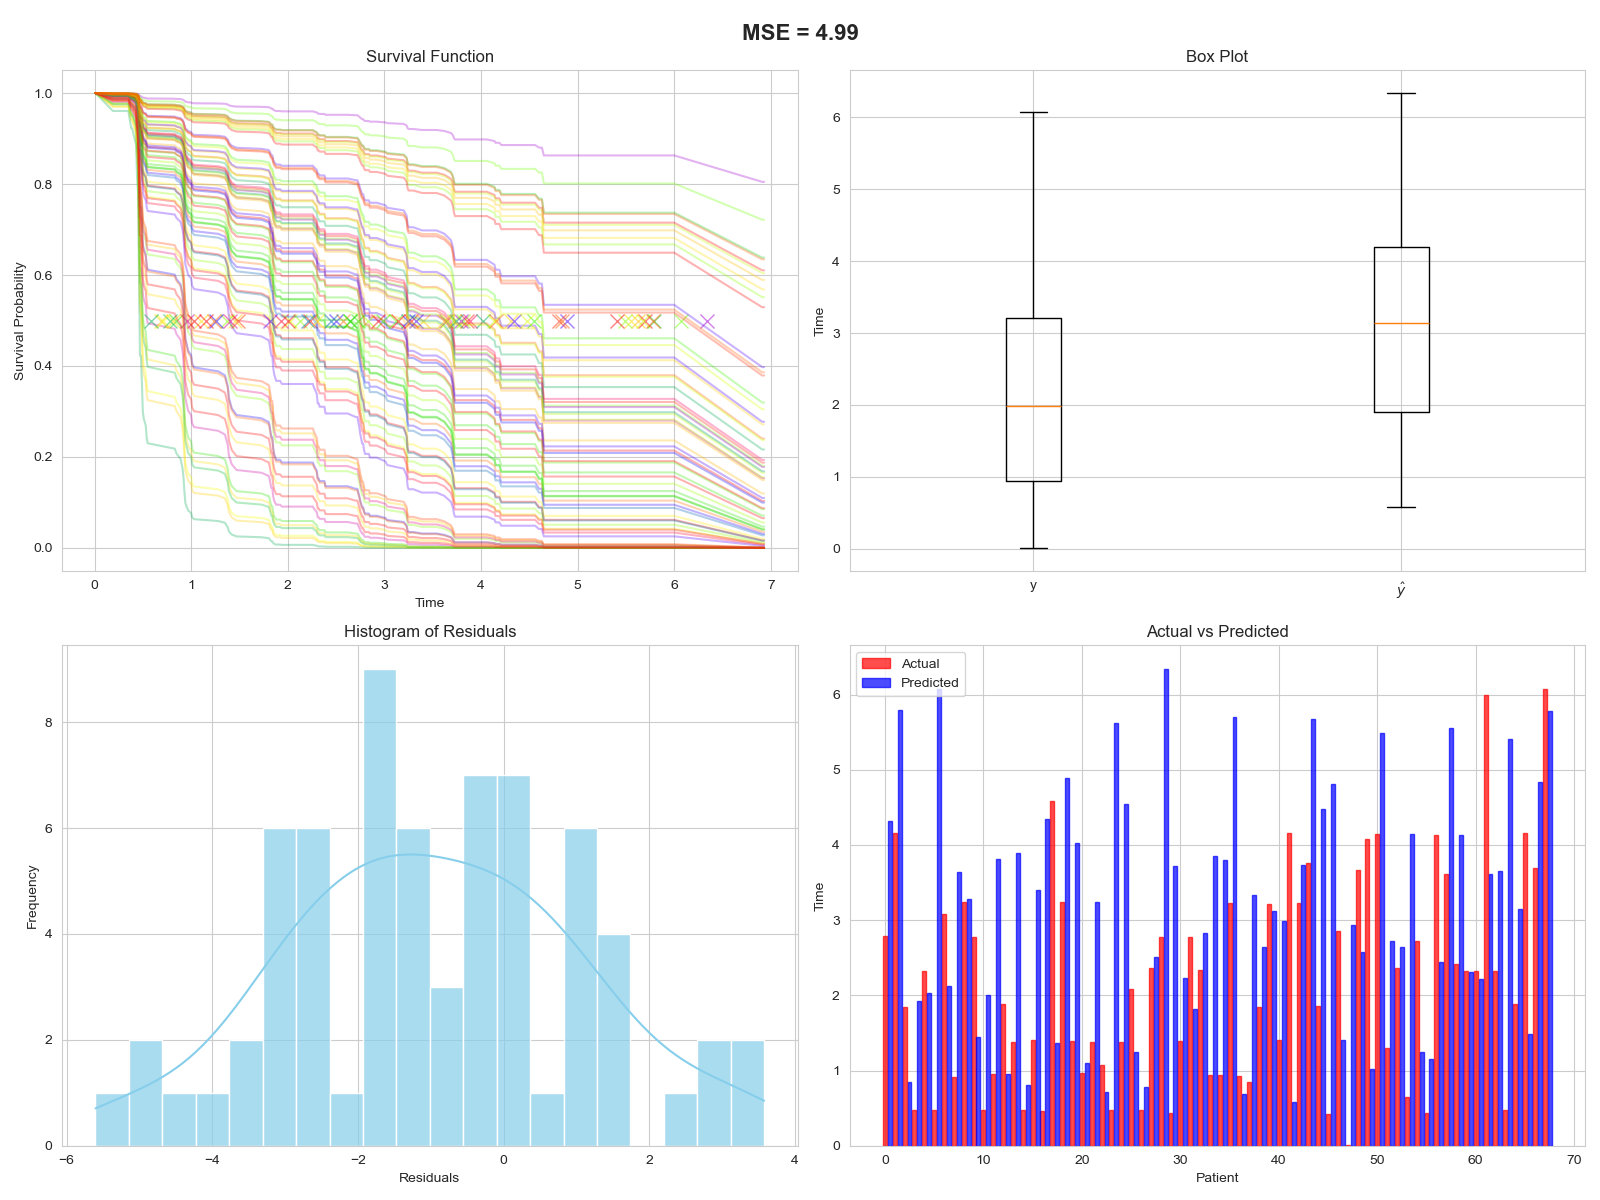 MSE = 4.99
Survival Function
Survival Probability
1.0
0.8
0.6
0.4
0.2
0.0
0 1 2 3 4 5 6 7
Time
Box Plot
Time
6
5
4
3
2
1
0
y ŷ
Histogram of Residuals
Frequency
8
6
4
2
0
−6 −4 −2 0 2 4
Residuals
Actual vs Predicted
Actual
Predicted
Time
6
5
4
3
2
1
0
0 10 20 30 40 50 60 70
Patient